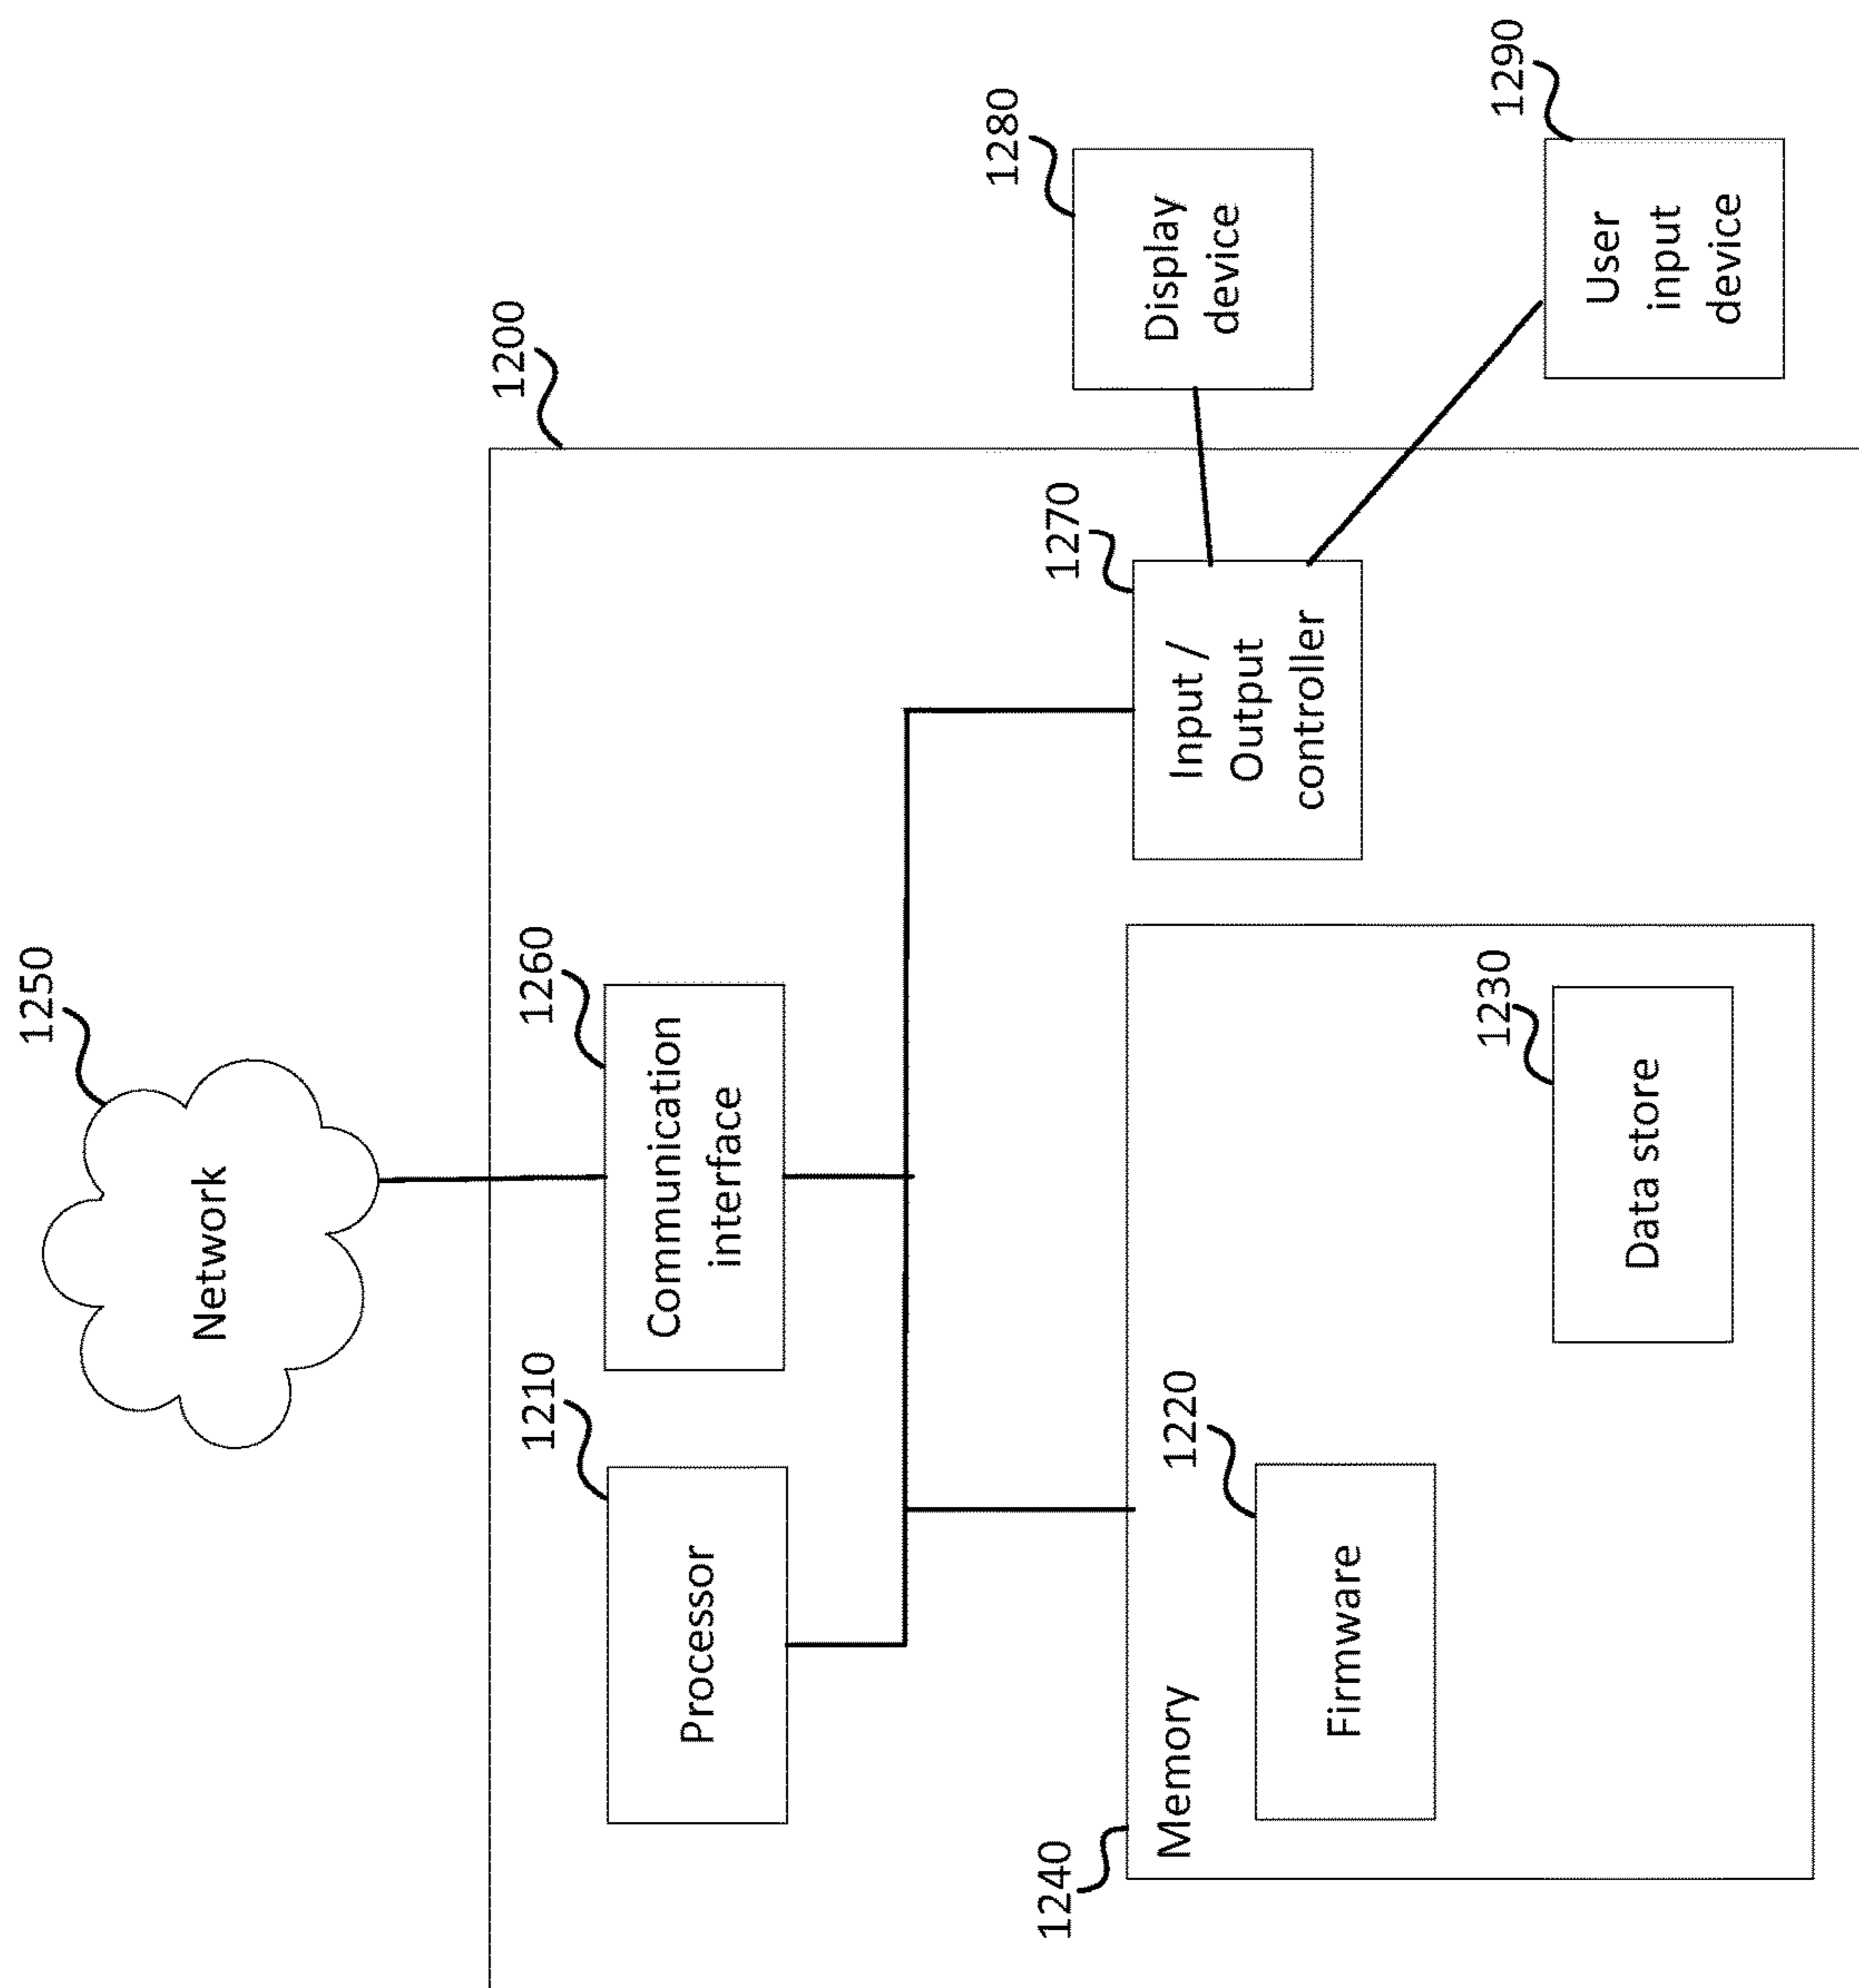 1250
Network
1200
1210
Processor
1260
Communication
interface
1280
Display
device
1270
Input /
Output
controller
1290
User
input
device
1240
Memory
1220
Firmware
1230
Data store